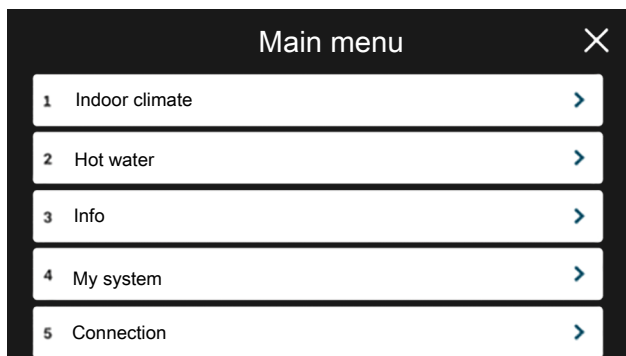 Main menu
1 Indoor climate
2 Hot water
3 Info
4 My system
5 Connection